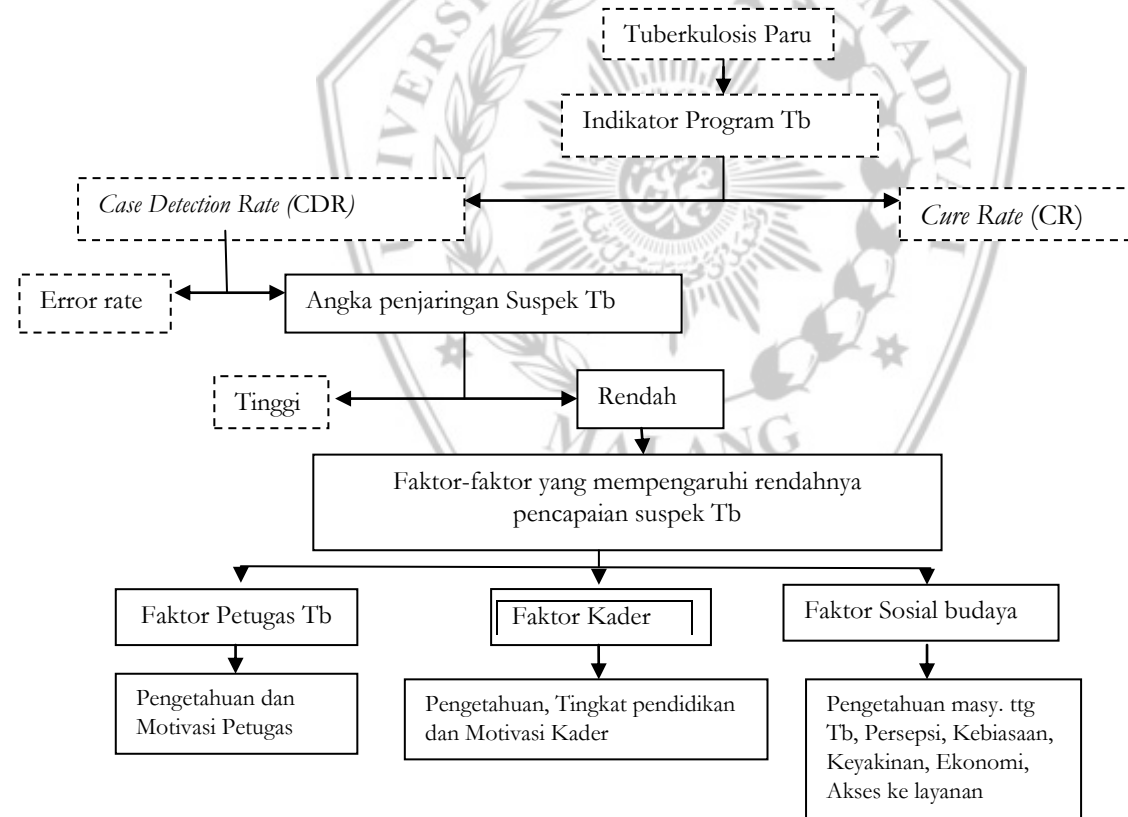 Tuberkulosis Paru
Indikator Program Tb
Case Detection Rate (CDR)
Cure Rate (CR)
Error rate
Angka penjaringan Suspek Tb
Tinggi
Rendah
MALANG
Faktor-faktor yang mempengaruhi rendahnya
pencapaian suspek Tb
Faktor Petugas Tb
Faktor Kader
Faktor Sosial budaya
Pengetahuan dan
Motivasi Petugas
Pengetahuan, Tingkat pendidikan
dan Motivasi Kader
Pengetahuan masy. ttg
Tb, Persepsi, Kebiasaan,
Keyakinan, Ekonomi,
Akses ke layanan